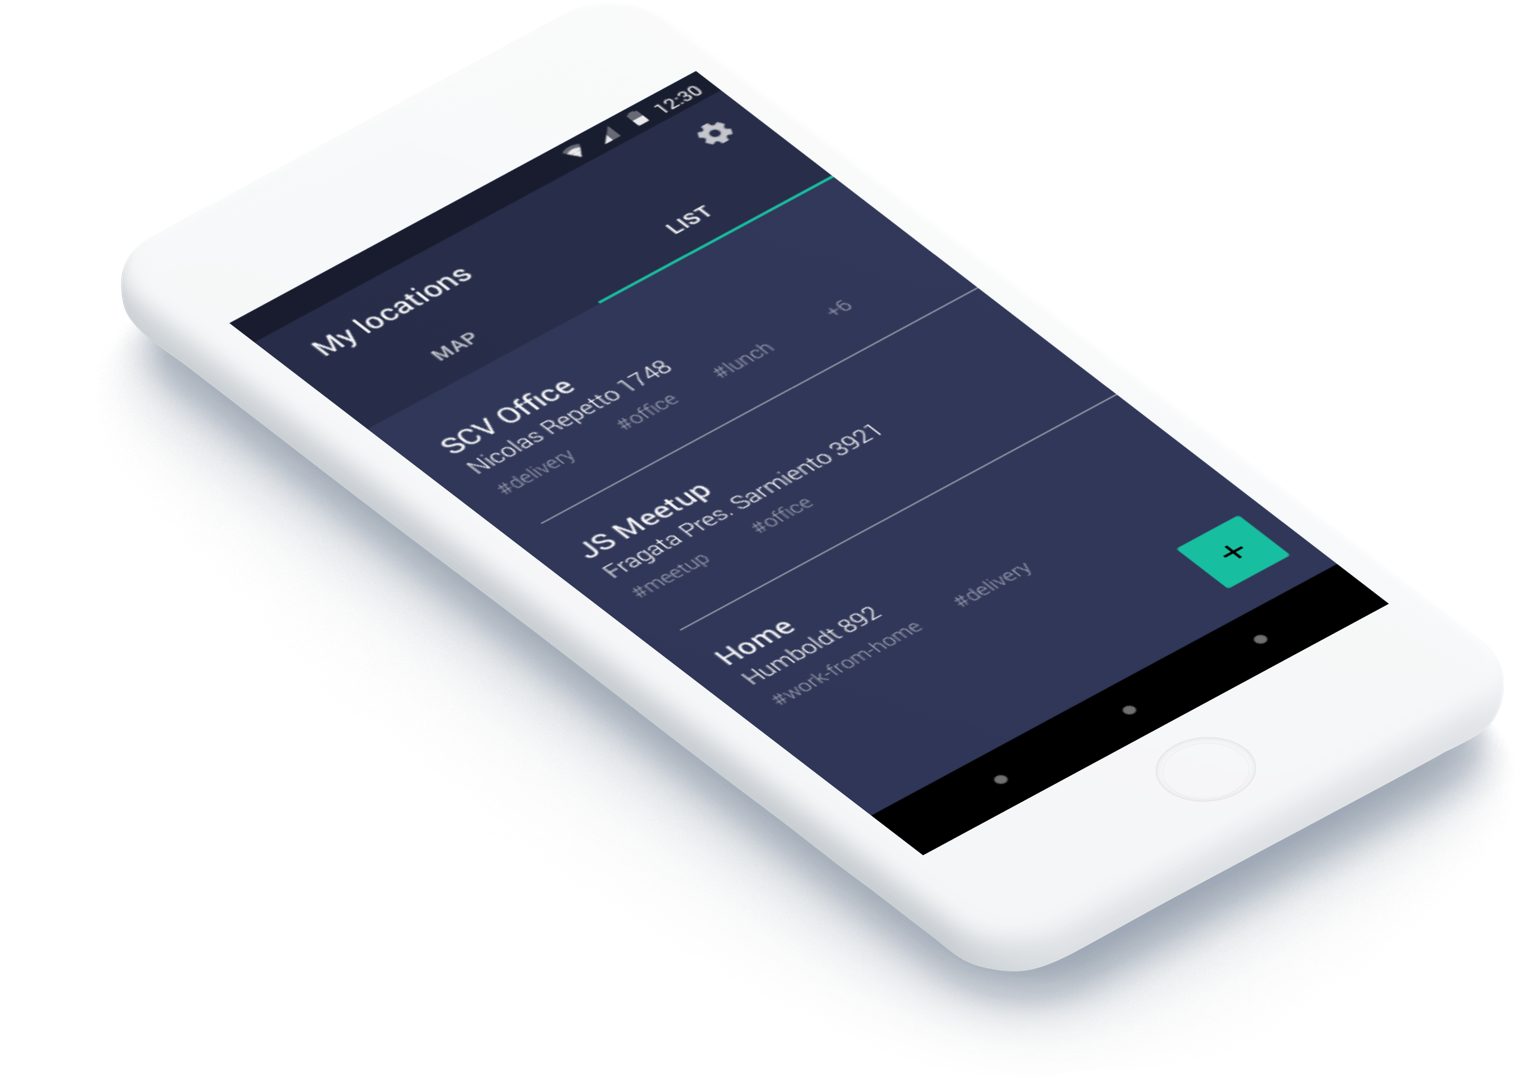 12:30
My locations
MAP LIST
SCV Office
Nicolas Repetto 1748
#delivery #office #lunch +6
JS Meetup
Fragata Pres. Sarmiento 3921
#meetup #office
Home
Humboldt 892
#work-from-home #delivery
+